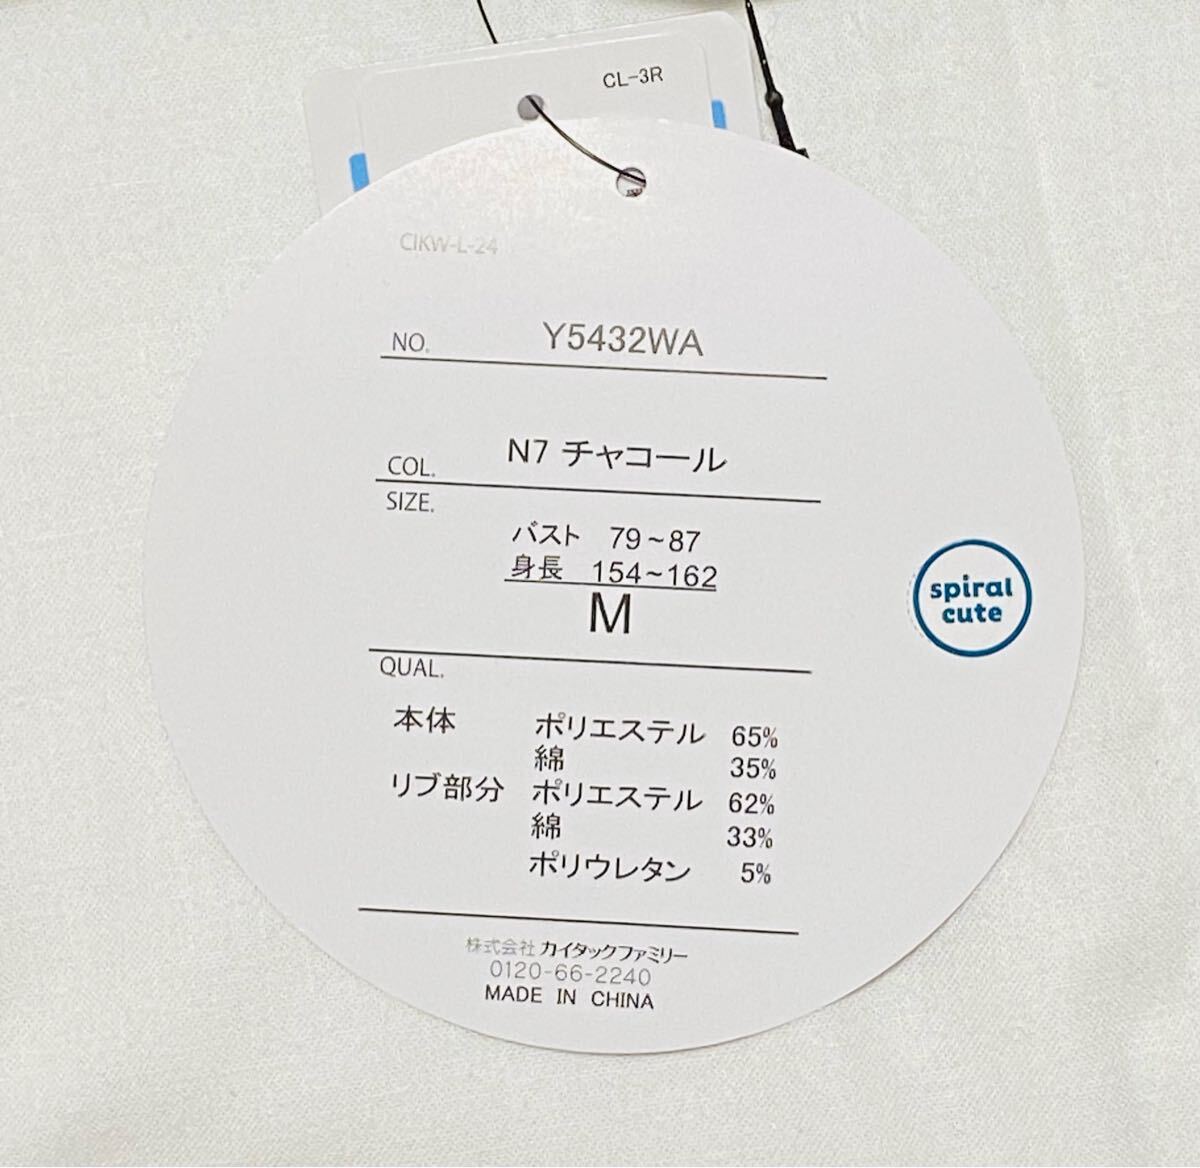 CL-3R
CIKW-L-24
NO. Y5432WA
COL. N7 チャコール
SIZE.
バスト 79~87
身長 154~162
M
spiral
cute
QUAL.
本体 ポリエステル 65%
綿 35%
リブ部分 ポリエステル 62%
綿 33%
ポリウレタン 5%
株式会社 カイタックファミリー
0120-66-2240
MADE IN CHINA